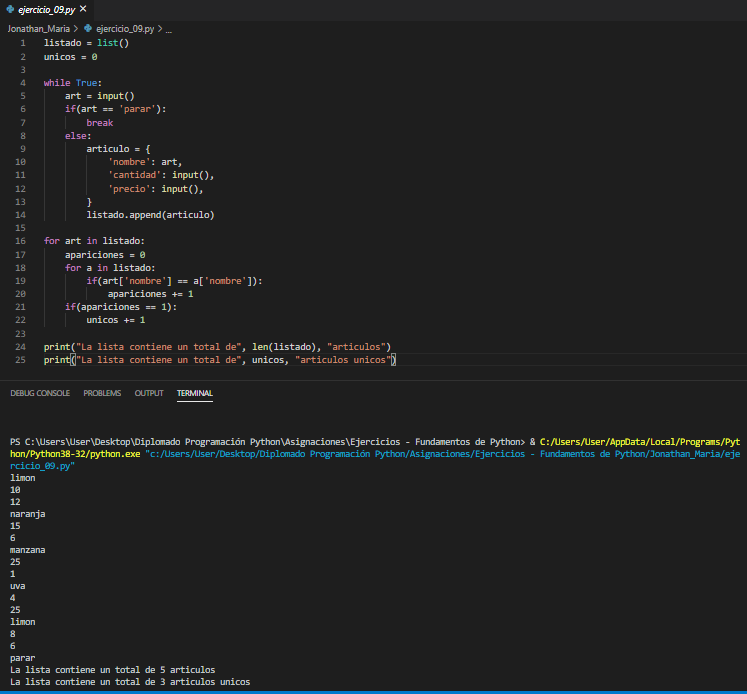 ejercicio_09.py ×
Jonathan_Maria > ejercicio_09.py > ...
1 listado = list()
2 unicos = 0
3
4 while True:
5     art = input()
6     if(art == 'parar'):
7         break
8     else:
9         articulo = {
10             'nombre': art,
11             'cantidad': input(),
12             'precio': input(),
13         }
14         listado.append(articulo)
15
16 for art in listado:
17     apariciones = 0
18     for a in listado:
19         if(art['nombre'] == a['nombre']):
20             apariciones += 1
21     if(apariciones == 1):
22         unicos += 1
23
24 print("La lista contiene un total de", len(listado), "articulos")
25 print("La lista contiene un total de", unicos, "articulos unicos")
DEBUG CONSOLE PROBLEMS OUTPUT TERMINAL
PS C:\Users\User\Desktop\Diplomado Programación Python\Asignaciones\Ejercicios - Fundamentos de Python> & C:/Users/User/AppData/Local/Programs/Pyt
hon/Python38-32/python.exe "c:/Users/User/Desktop/Diplomado Programación Python/Asignaciones/Ejercicios - Fundamentos de Python/Jonathan_Maria/eje
rcicio_09.py"
limon
10
12
naranja
15
6
manzana
25
1
uva
4
25
limon
8
6
parar
La lista contiene un total de 5 articulos
La lista contiene un total de 3 articulos unicos